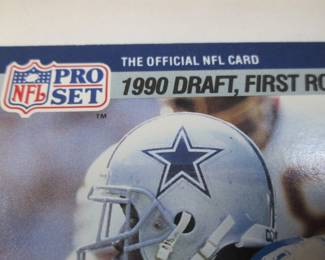 NFL PRO SET
™
THE OFFICIAL NFL CARD
1990 DRAFT, FIRST RO